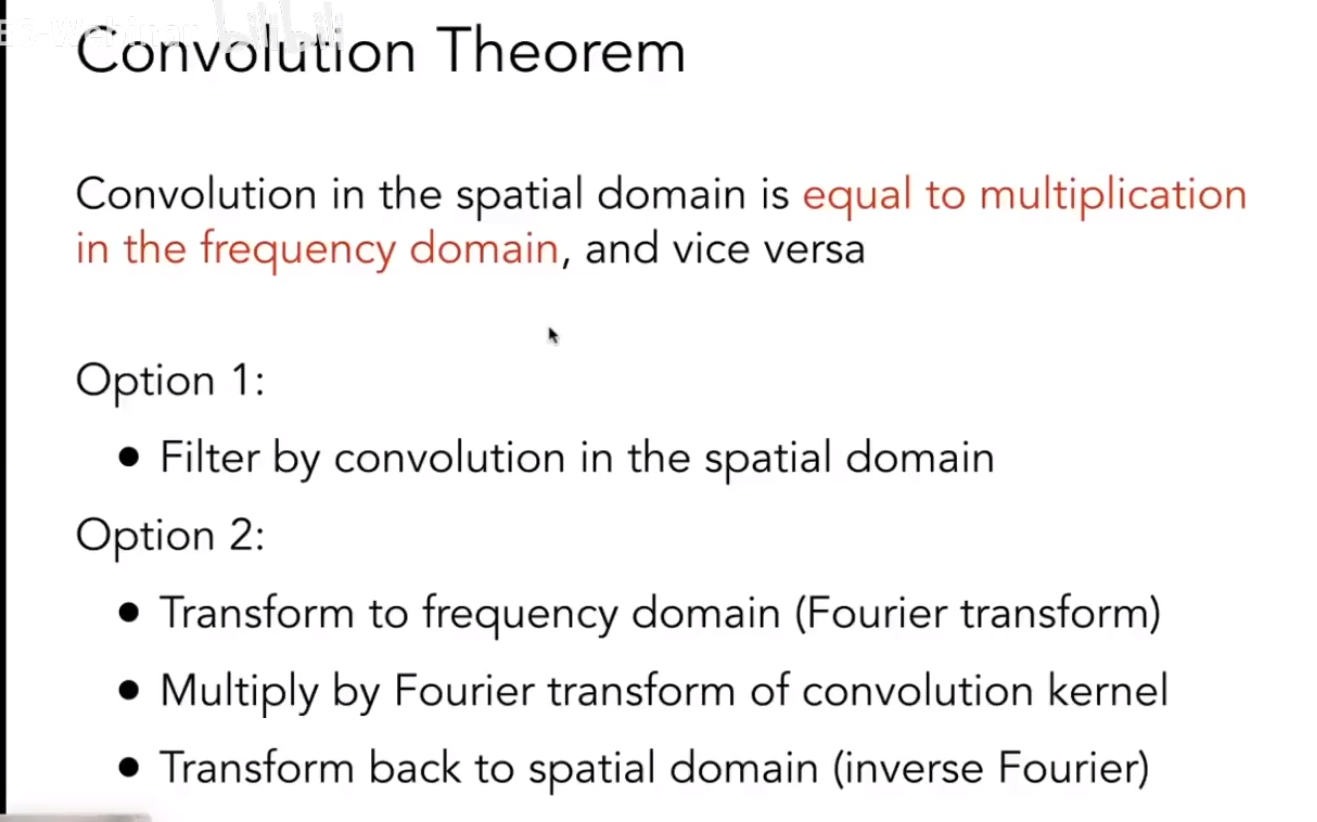 Convolution Theorem
Convolution in the spatial domain is equal to multiplication
in the frequency domain, and vice versa
Option 1:
• Filter by convolution in the spatial domain
Option 2:
• Transform to frequency domain (Fourier transform)
• Multiply by Fourier transform of convolution kernel
• Transform back to spatial domain (inverse Fourier)